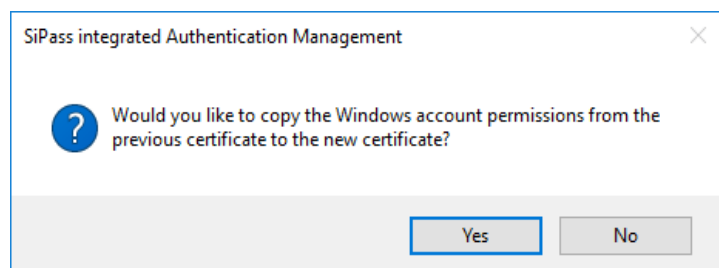 SiPass integrated Authentication Management
Would you like to copy the Windows account permissions from the
previous certificate to the new certificate?
Yes
No